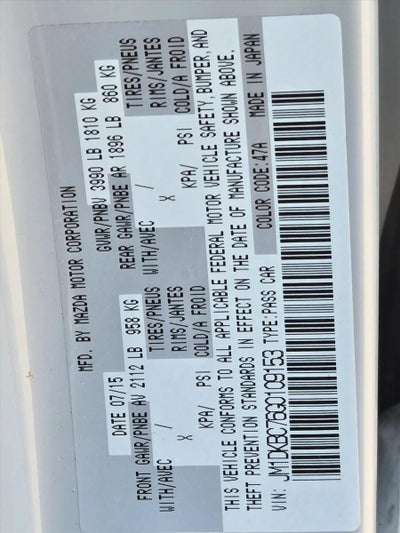 MFD. BY MAZDA MOTOR CORPORATION
DATE 07/15 GVWR/PNBV 3990 LB 1810 KG
FRONT GAWR/PNBE AV 2112 LB 958 KG REAR GAWR/PNBE AR 1896 LB 860 KG
WITH/AVEC / TIRES/PNEUS WITH/AVEC / TIRES/PNEUS
X RIMS/JANTES X RIMS/JANTES
KPA/ PSI COLD/A FROID KPA/ PSI COLD/A FROID
THIS VEHICLE CONFORMS TO ALL APPLICABLE FEDERAL MOTOR VEHICLE SAFETY, BUMPER, AND
THEFT PREVENTION STANDARDS IN EFFECT ON THE DATE OF MANUFACTURE SHOWN ABOVE.
VIN: JM1DKBC76G0109153 TYPE:PASS CAR COLOR CODE:47A MADE IN JAPAN